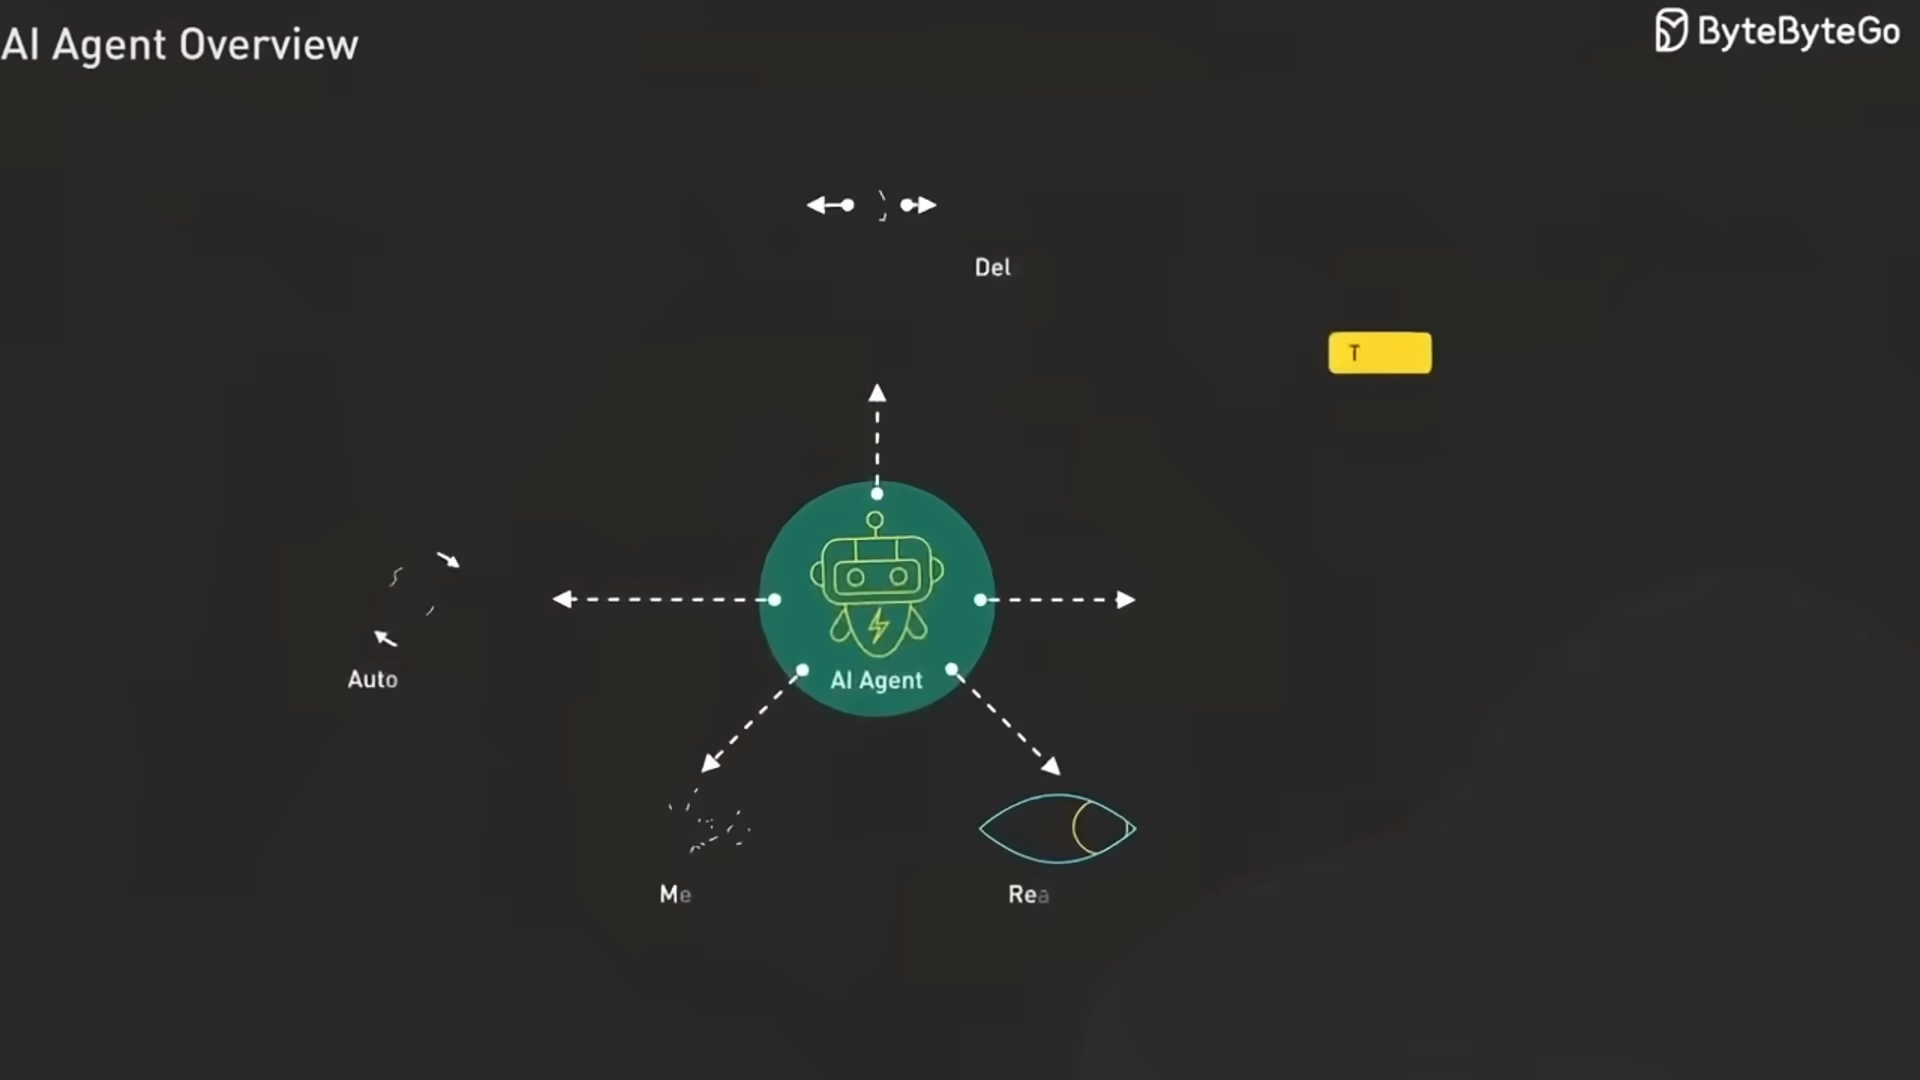 AI Agent Overview
ByteByteGo
Del
T
Auto
AI Agent
Me
Rea